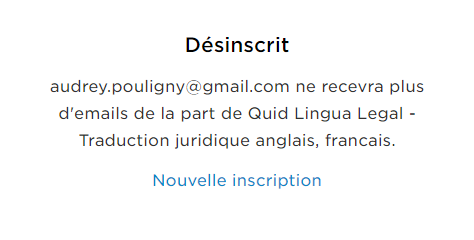 Désinscrit
audrey.pouligny@gmail.com ne recevra plus
d'emails de la part de Quid Lingua Legal -
Traduction juridique anglais, francais.
Nouvelle inscription